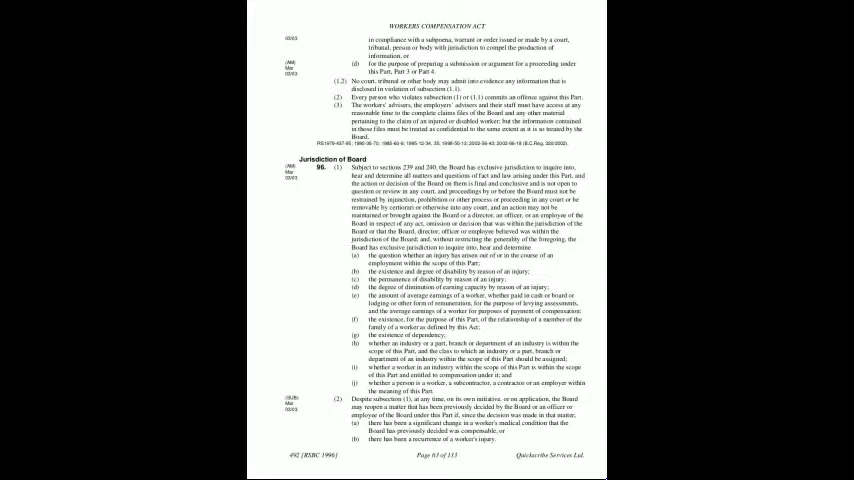 WORKERS COMPENSATION ACT
03/03
in compliance with a subpoena, warrant or order issued or made by a court,
tribunal, person or body with jurisdiction to compel the production of
information, or
(AM)
Mar
03/03
(d) for the purpose of preparing a submission or argument for a proceeding under
this Part, Part 3 or Part 4.
(1.2) No court, tribunal or other body may admit into evidence any information that is
disclosed in violation of subsection (1.1).
(2) Every person who violates subsection (1) or (1.1) commits an offence against this Part.
(3) The workers' advisers, the employers' advisers and their staff must have access at any
reasonable time to the complete claims files of the Board and any other material
pertaining to the claim of an injured or disabled worker; but the information contained
in those files must be treated as confidential to the same extent as it is so treated by the
Board.
RS1979-437-95; 1980-36-70; 1985-60-6; 1995-12-34, 35; 1998-50-13; 2002-56-43; 2002-66-18 (B.C.Reg. 320/2002).
Jurisdiction of Board
(AM)
Mar
03/03
96. (1) Subject to sections 239 and 240, the Board has exclusive jurisdiction to inquire into,
hear and determine all matters and questions of fact and law arising under this Part, and
the action or decision of the Board on them is final and conclusive and is not open to
question or review in any court, and proceedings by or before the Board must not be
restrained by injunction, prohibition or other process or proceeding in any court or be
removable by certiorari or otherwise into any court, and an action may not be
maintained or brought against the Board or a director, an officer, or an employee of the
Board in respect of any act, omission or decision that was within the jurisdiction of the
Board or that the Board, director, officer or employee believed was within the
jurisdiction of the Board; and, without restricting the generality of the foregoing, the
Board has exclusive jurisdiction to inquire into, hear and determine
(a) the question whether an injury has arisen out of or in the course of an
employment within the scope of this Part;
(b) the existence and degree of disability by reason of an injury;
(c) the permanence of disability by reason of an injury;
(d) the degree of diminution of earning capacity by reason of an injury;
(e) the amount of average earnings of a worker, whether paid in cash or board or
lodging or other form of remuneration, for the purpose of levying assessments,
and the average earnings of a worker for purposes of payment of compensation;
(f) the existence, for the purpose of this Part, of the relationship of a member of the
family of a worker as defined by this Act;
(g) the existence of dependency;
(h) whether an industry or a part, branch or department of an industry is within the
scope of this Part, and the class to which an industry or a part, branch or
department of an industry within the scope of this Part should be assigned;
(i) whether a worker in an industry within the scope of this Part is within the scope
of this Part and entitled to compensation under it; and
(j) whether a person is a worker, a subcontractor, a contractor or an employer within
the meaning of this Part.
(SUB)
Mar
03/03
(2) Despite subsection (1), at any time, on its own initiative, or on application, the Board
may reopen a matter that has been previously decided by the Board or an officer or
employee of the Board under this Part if, since the decision was made in that matter,
(a) there has been a significant change in a worker's medical condition that the
Board has previously decided was compensable, or
(b) there has been a recurrence of a worker's injury.
492 [RSBC 1996]
Page 63 of 133
Quickscribe Services Ltd.